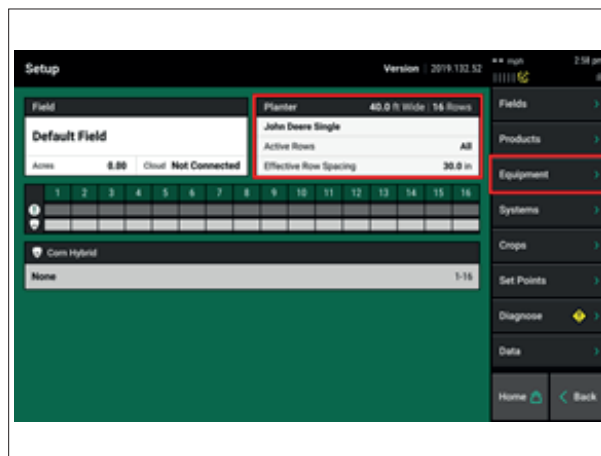 Setup
Version 2019.132.52
-- mph
2:58 pm
Field
Default Field
Acres 0.00 Cloud Not Connected
Planter 40.0 ft Wide 16 Rows
John Deere Single
Active Rows All
Effective Row Spacing 30.0 in
1 2 3 4 5 6 7 8 9 10 11 12 13 14 15 16
Corn Hybrid
None 1-16
Fields
Products
Equipment
Systems
Crops
Set Points
Diagnose
Data
Home
Back